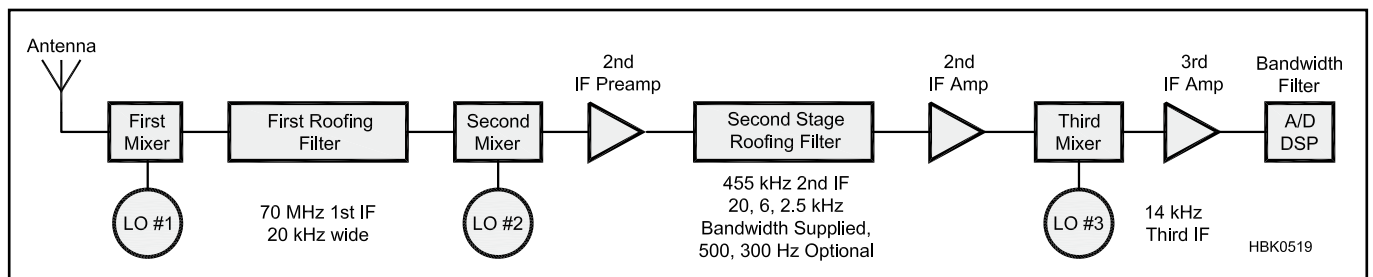 Antenna
First
Mixer
LO #1
First Roofing
Filter
70 MHz 1st IF
20 kHz wide
Second
Mixer
LO #2
2nd
IF Preamp
Second Stage
Roofing Filter
455 kHz 2nd IF
20, 6, 2.5 kHz
Bandwidth Supplied,
500, 300 Hz Optional
2nd
IF Amp
Third
Mixer
LO #3
3rd
IF Amp
14 kHz
Third IF
Bandwidth
Filter
A/D
DSP
HBK0519